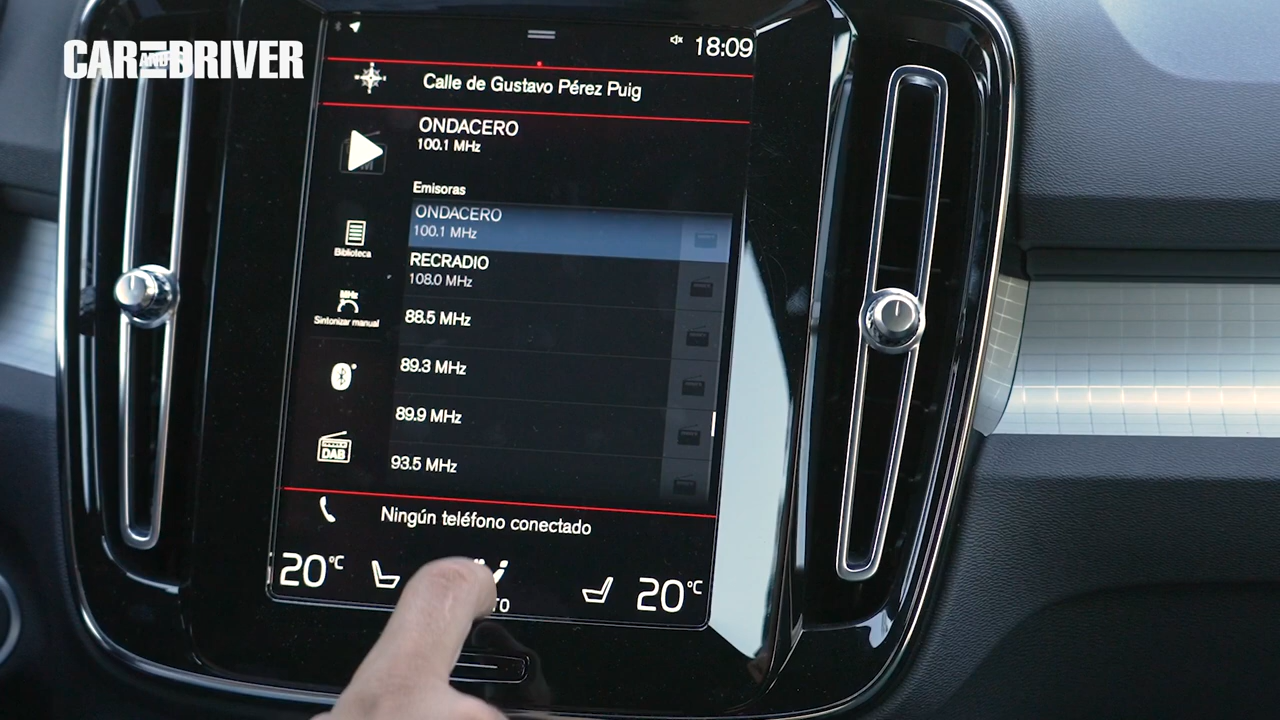 CAR AND DRIVER
18:09
Calle de Gustavo Pérez Puig
ONDACERO
100.1 MHz
Emisoras
ONDACERO
100.1 MHz
Biblioteca
RECRADIO
108.0 MHz
MHz
Sintonizar manual
88.5 MHz
89.3 MHz
89.9 MHz
DAB
93.5 MHz
Ningún teléfono conectado
20°C
20°C